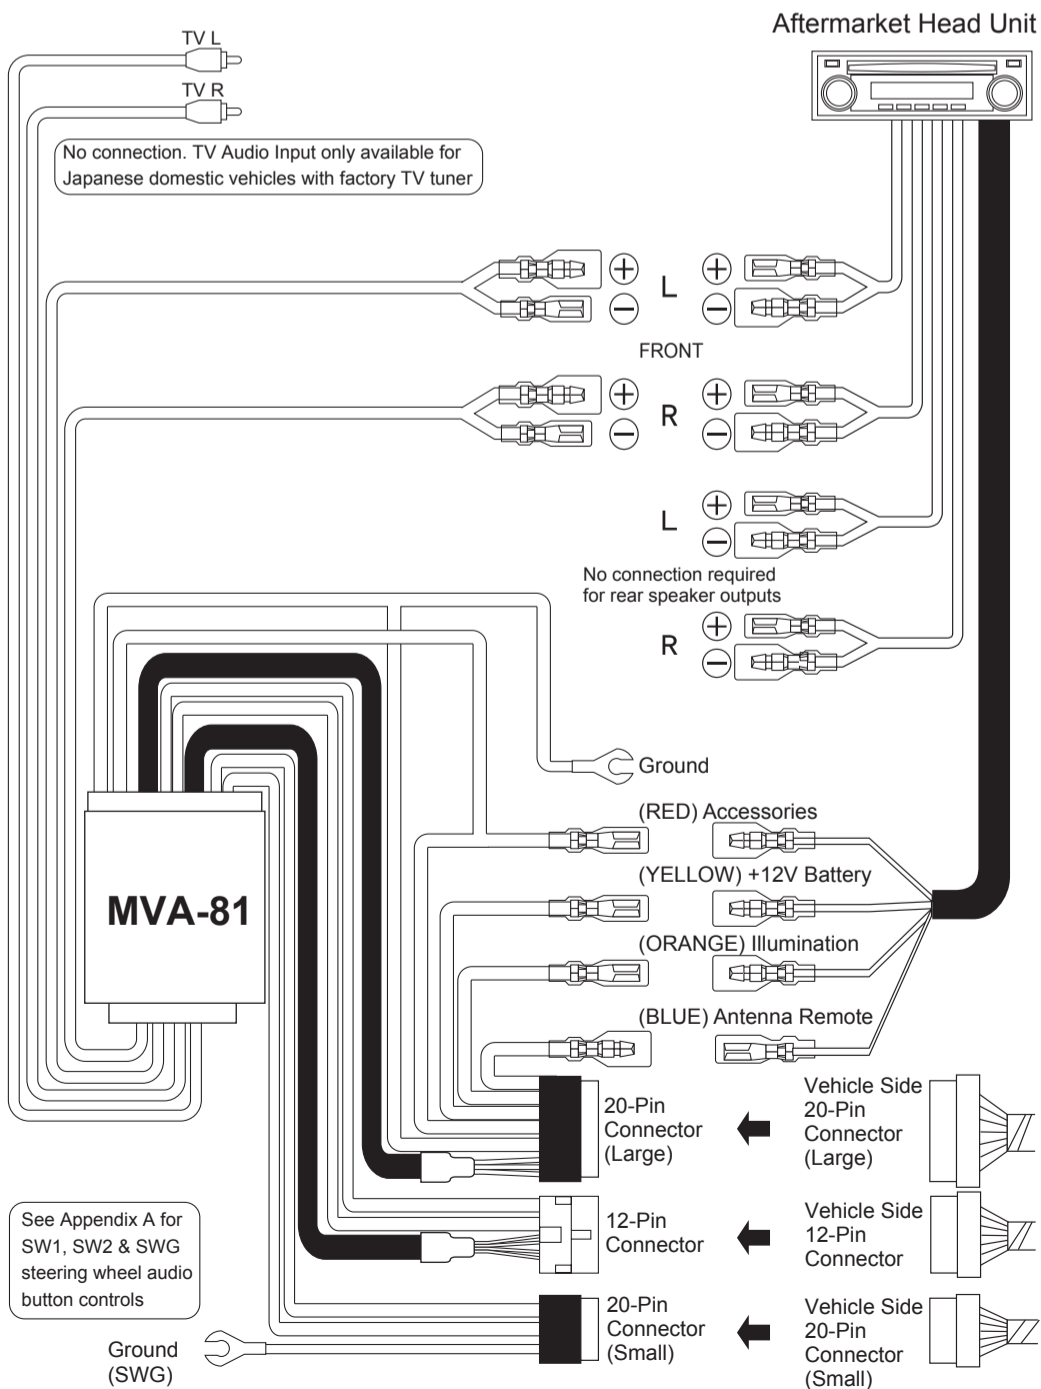 Aftermarket Head Unit
TV L
TV R
No connection. TV Audio Input only available for
Japanese domestic vehicles with factory TV tuner
+ L +
− −
FRONT
+ R +
− −
L +
−
No connection required
for rear speaker outputs
R +
−
Ground
(RED) Accessories
(YELLOW) +12V Battery
(ORANGE) Illumination
(BLUE) Antenna Remote
MVA-81
20-Pin
Connector
(Large)
Vehicle Side
20-Pin
Connector
(Large)
12-Pin
Connector
Vehicle Side
12-Pin
Connector
See Appendix A for
SW1, SW2 & SWG
steering wheel audio
button controls
20-Pin
Connector
(Small)
Vehicle Side
20-Pin
Connector
(Small)
Ground
(SWG)